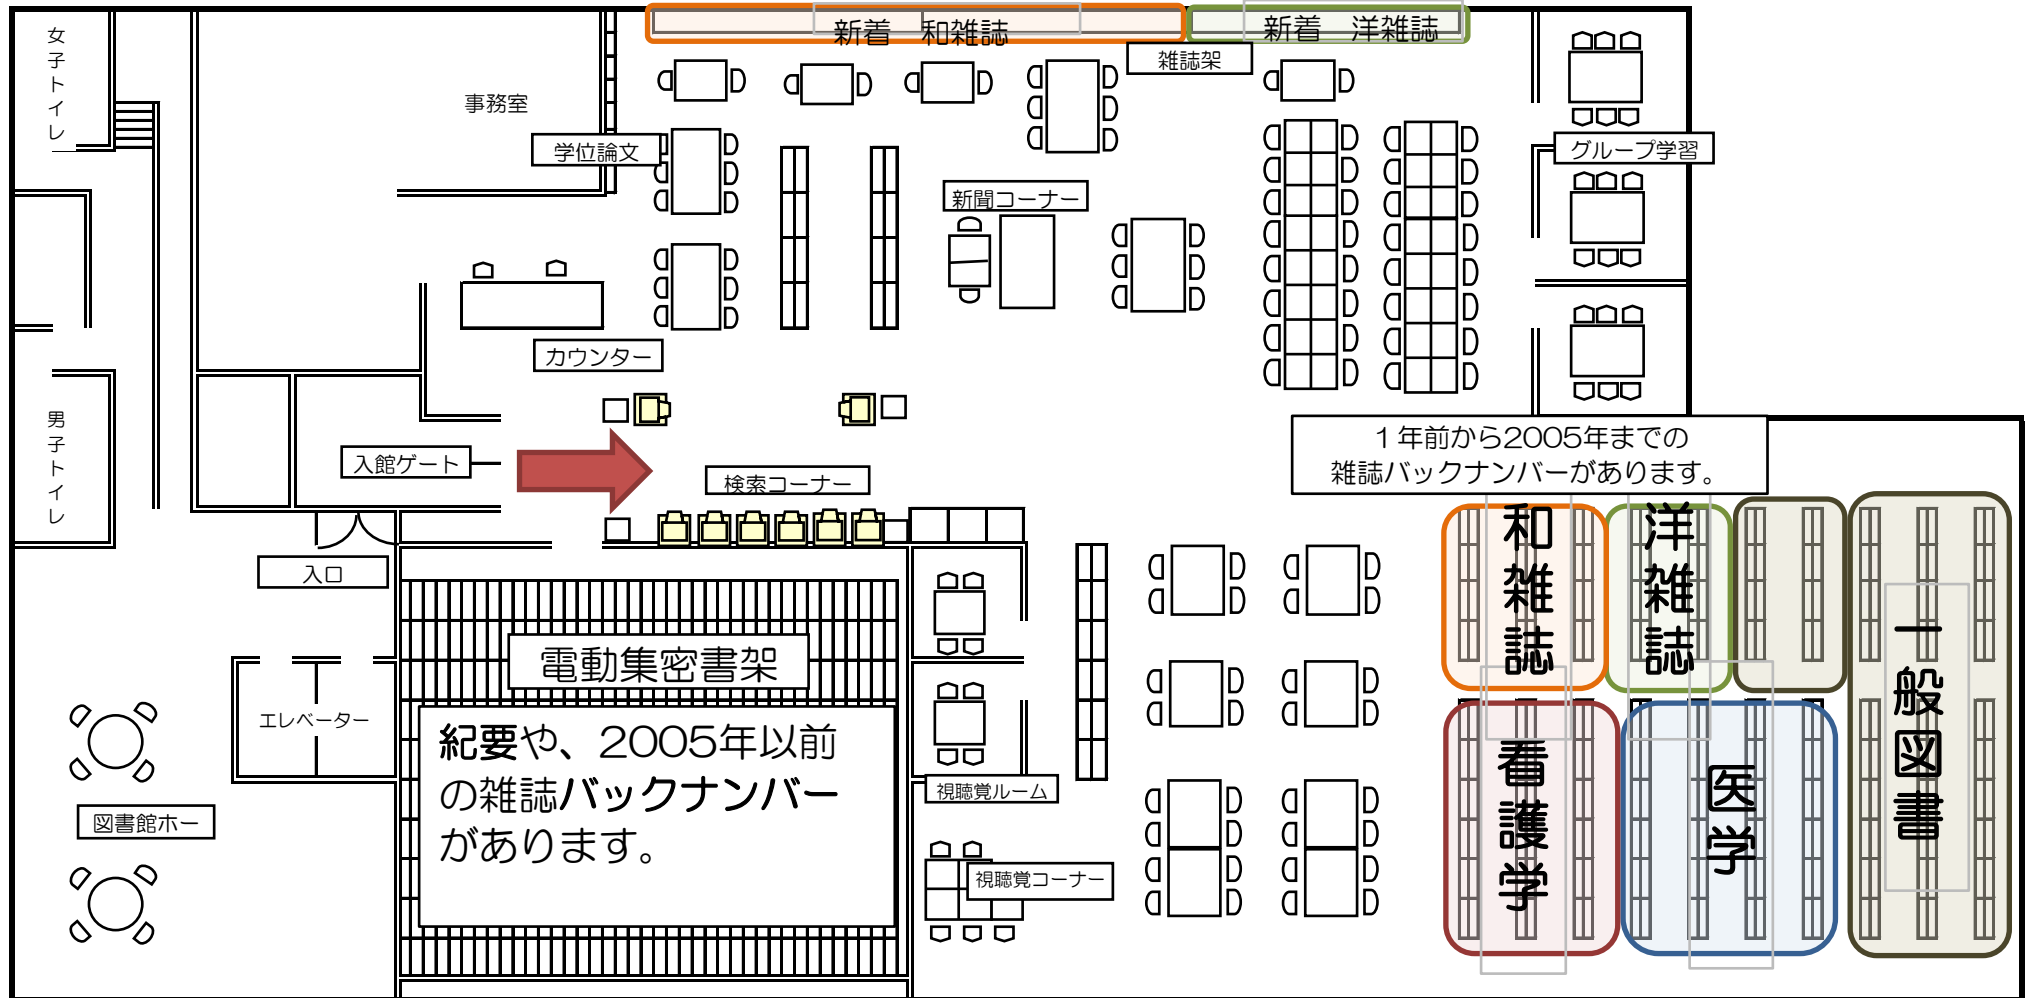 新着　和雑誌
新着　洋雑誌
雑誌架
女子トイレ
事務室
学位論文
グループ学習
新聞コーナー
カウンター
男子トイレ
入館ゲート
検索コーナー
１年前から2005年までの
雑誌バックナンバーがあります。
入口
和雑誌
洋雑誌
一般図書
電動集密書架
エレベーター
紀要や、2005年以前
の雑誌バックナンバー
があります。
視聴覚ルーム
看護学
医学
図書館ホー
視聴覚コーナー